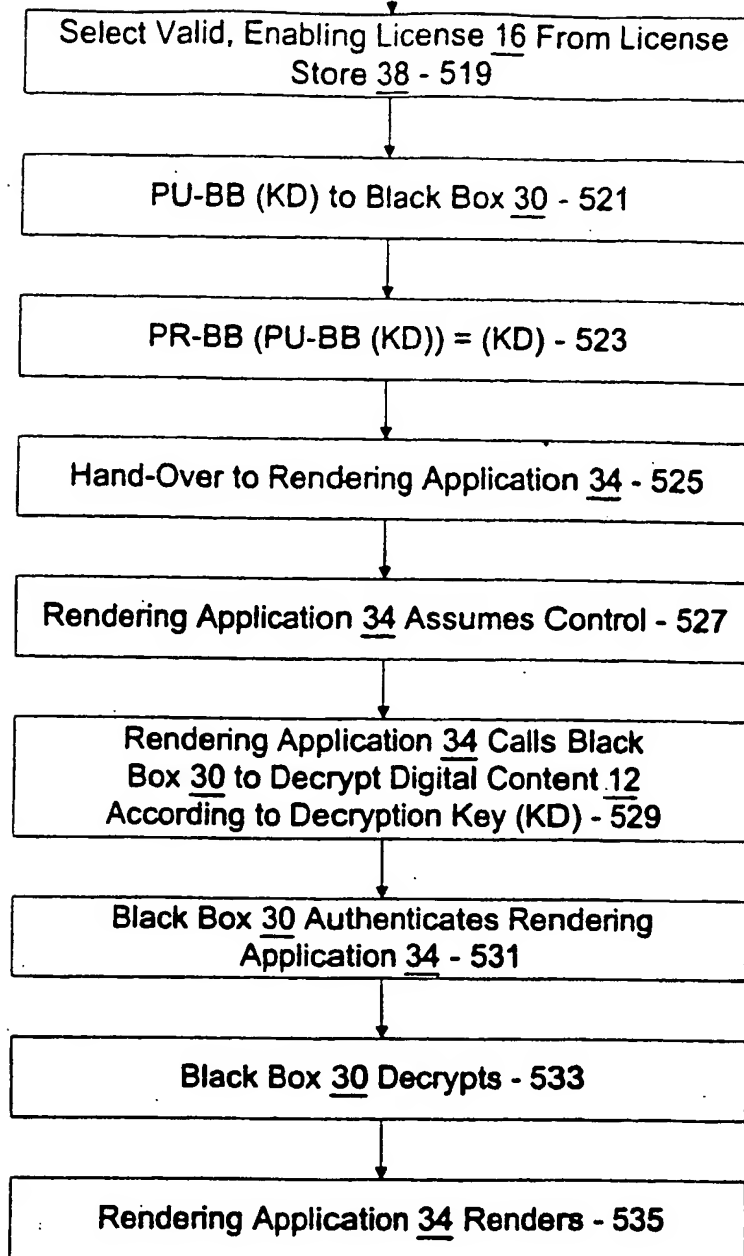 Select Valid, Enabling License 16 From License
Store 38 - 519
PU-BB (KD) to Black Box 30 - 521
PR-BB (PU-BB (KD)) = (KD) - 523
Hand-Over to Rendering Application 34 - 525
Rendering Application 34 Assumes Control - 527
Rendering Application 34 Calls Black
Box 30 to Decrypt Digital Content 12
According to Decryption Key (KD) - 529
Black Box 30 Authenticates Rendering
Application 34 - 531
Black Box 30 Decrypts - 533
Rendering Application 34 Renders - 535